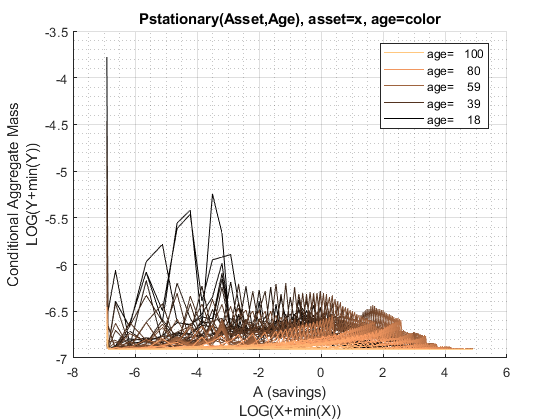 Pstationary(Asset,Age), asset=x, age=color
-3.5
-4
-4.5
-5
-5.5
-6
-6.5
-7
Conditional Aggregate Mass
LOG(Y+min(Y))
age= 100
age= 80
age= 59
age= 39
age= 18
-8 -6 -4 -2 0 2 4 6
A (savings)
LOG(X+min(X))